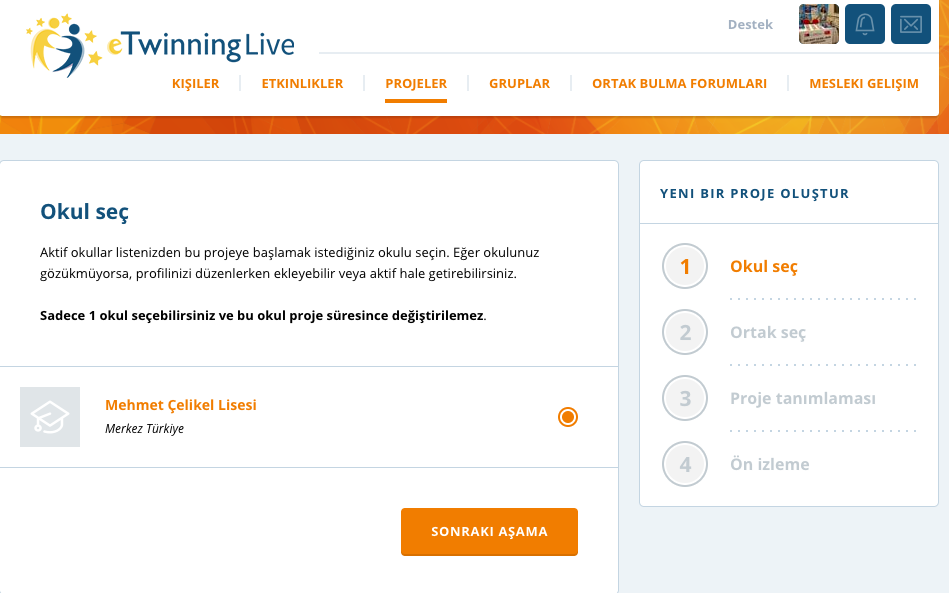 Destek
eTwinningLive
KIŞILER
ETKINLIKLER
PROJELER
GRUPLAR
ORTAK BULMA FORUMLARI
MESLEKI GELIŞIM
Okul seç
Aktif okullar listenizden bu projeye başlamak istediğiniz okulu seçin. Eğer okulunuz
gözükmüyorsa, profilinizi düzenlerken ekleyebilir veya aktif hale getirebilirsiniz.
Sadece 1 okul seçebilirsiniz ve bu okul proje süresince değiştirilemez.
Mehmet Çelikel Lisesi
Merkez Türkiye
SONRAKI AŞAMA
YENI BIR PROJE OLUŞTUR
1 Okul seç
2 Ortak seç
3 Proje tanımlaması
4 Ön izleme